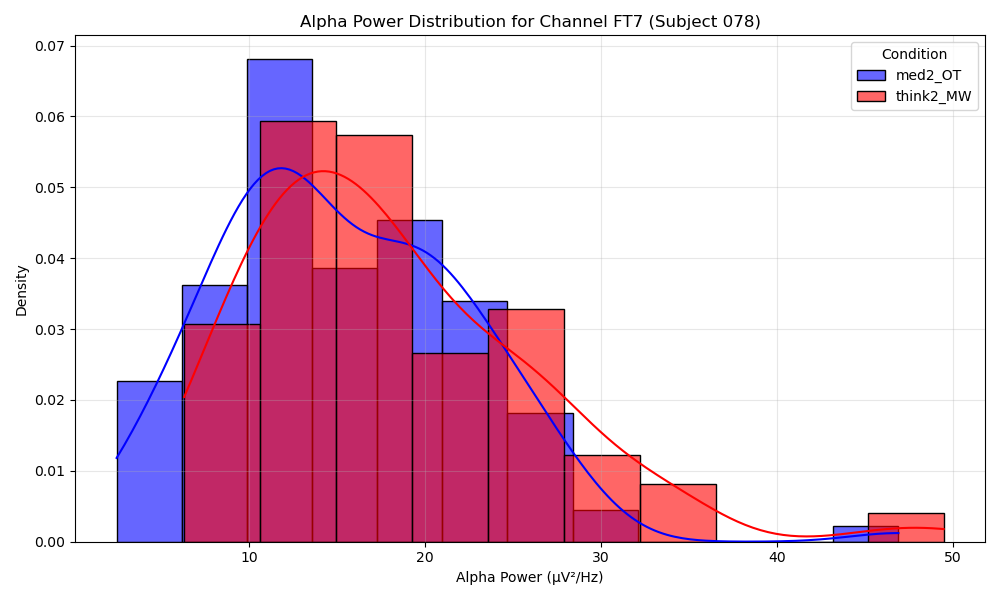 Alpha Power Distribution for Channel FT7 (Subject 078)
0.07
0.06
0.05
0.04
0.03
0.02
0.01
0.00
Density
10
20
30
40
50
Alpha Power (µV²/Hz)
Condition
med2_OT
think2_MW